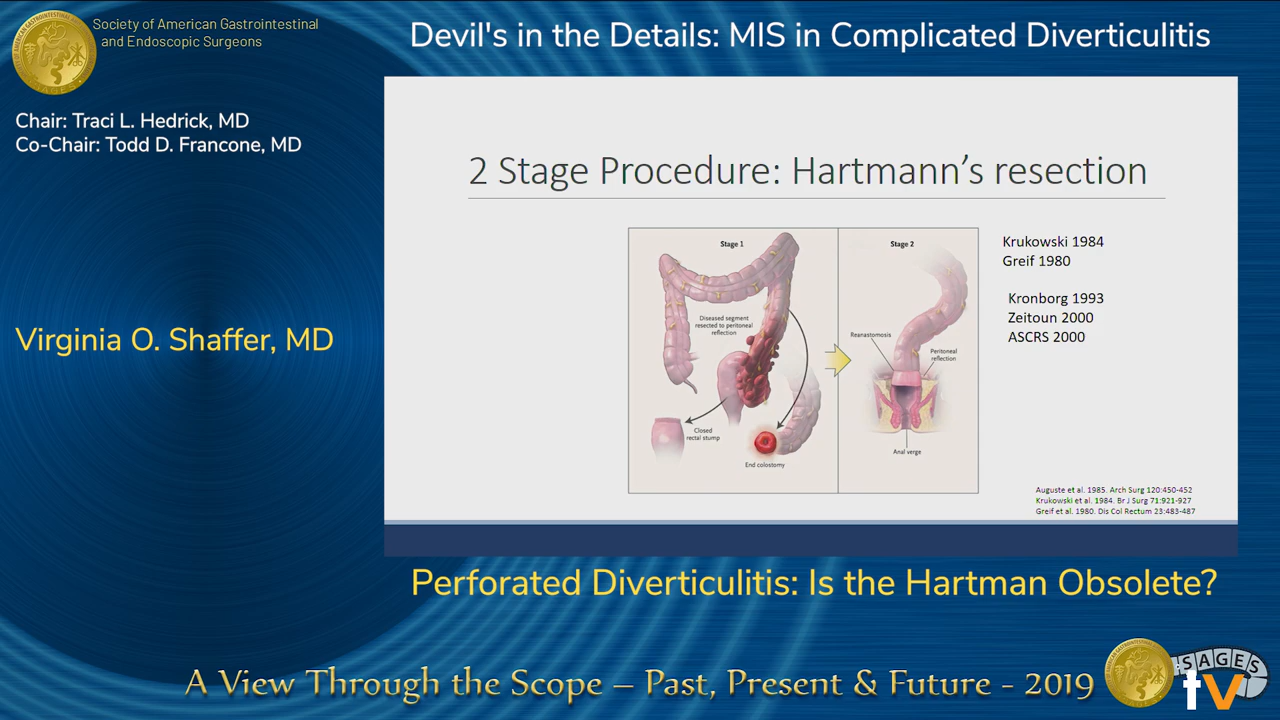 Society of American Gastrointestinal
and Endoscopic Surgeons
Devil's in the Details: MIS in Complicated Diverticulitis
Chair: Traci L. Hedrick, MD
Co-Chair: Todd D. Francone, MD
Virginia O. Shaffer, MD
2 Stage Procedure: Hartmann's resection
Stage 1
Diseased segment
resected to peritoneal
reflection
Closed
rectal stump
End colostomy
Stage 2
Reanastomosis
Peritoneal
reflection
Anal verge
Krukowski 1984
Greif 1980
Kronborg 1993
Zeitoun 2000
ASCRS 2000
Auguste et al. 1985. Arch Surg 120:450-452
Krukowski et al. 1984. Br J Surg 71:921-927
Greif et al. 1980. Dis Col Rectum 23:483-487
Perforated Diverticulitis: Is the Hartman Obsolete?
A View Through the Scope – Past, Present & Future - 2019
SAGES
tv